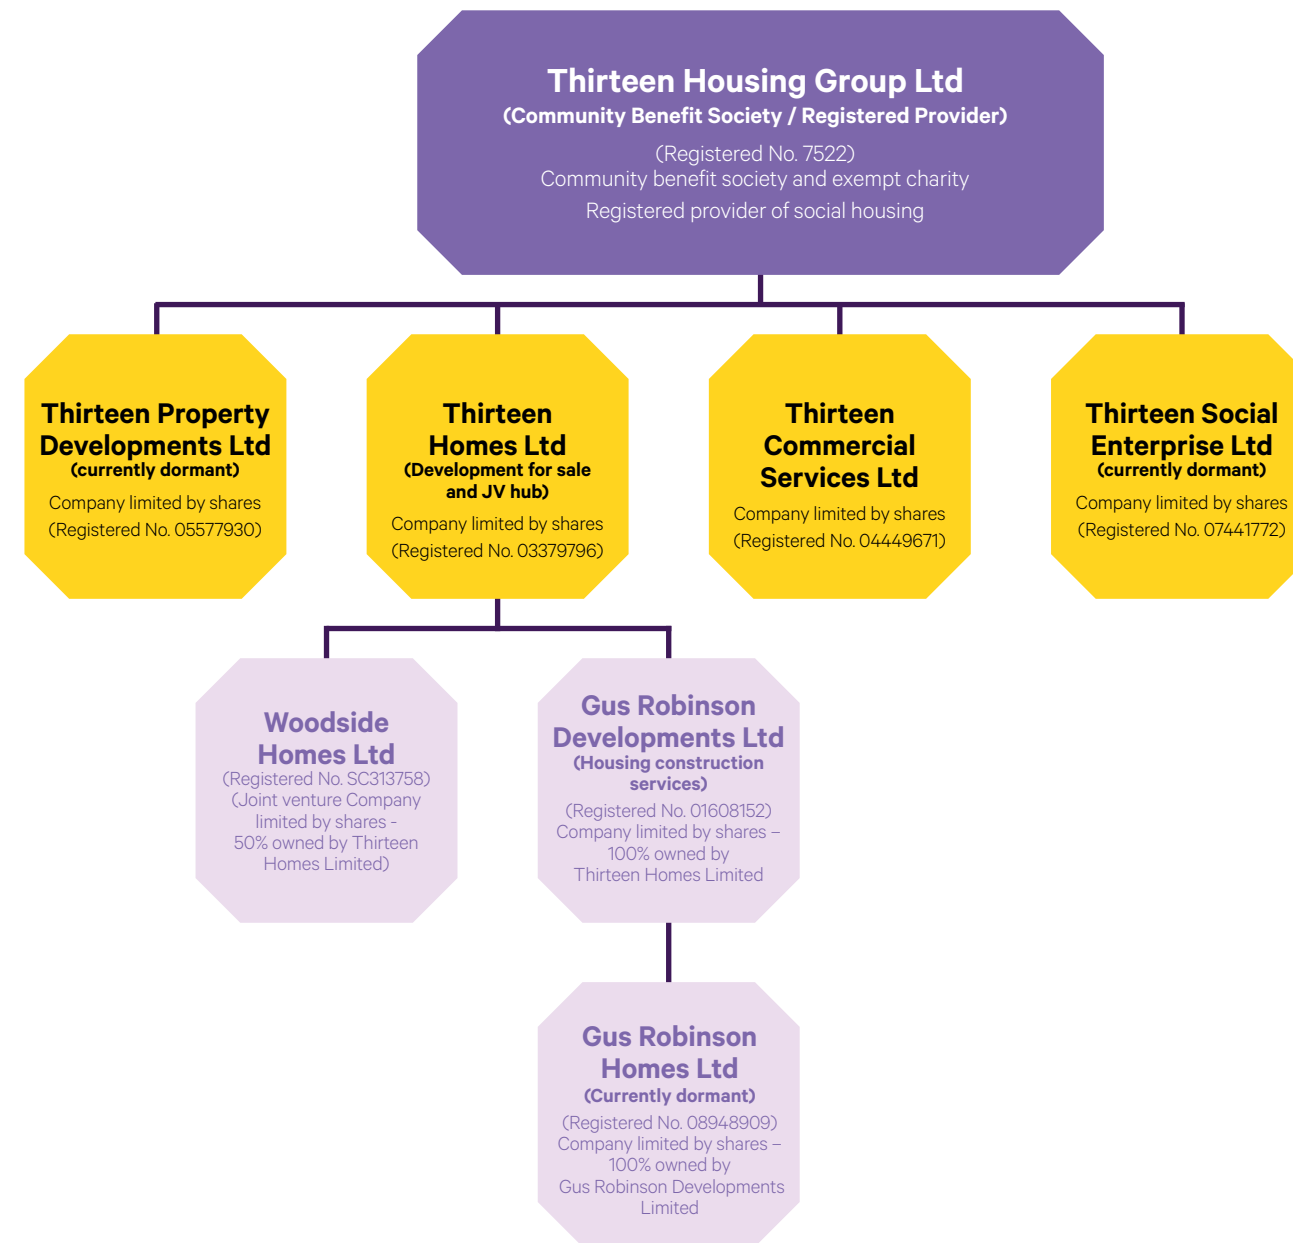 Thirteen Housing Group Ltd
(Community Benefit Society / Registered Provider)
(Registered No. 7522)
Community benefit society and exempt charity
Registered provider of social housing
Thirteen Property
Developments Ltd
(currently dormant)
Company limited by shares
(Registered No. 05577930)
Thirteen
Homes Ltd
(Development for sale
and JV hub)
Company limited by shares
(Registered No. 03379796)
Thirteen
Commercial
Services Ltd
Company limited by shares
(Registered No. 04449671)
Thirteen Social
Enterprise Ltd
(currently dormant)
Company limited by shares
(Registered No. 07441772)
Woodside
Homes Ltd
(Registered No. SC313758)
(Joint venture Company
limited by shares -
50% owned by Thirteen
Homes Limited)
Gus Robinson
Developments Ltd
(Housing construction
services)
(Registered No. 01608152)
Company limited by shares –
100% owned by
Thirteen Homes Limited
Gus Robinson
Homes Ltd
(Currently dormant)
(Registered No. 08948909)
Company limited by shares –
100% owned by
Gus Robinson Developments
Limited